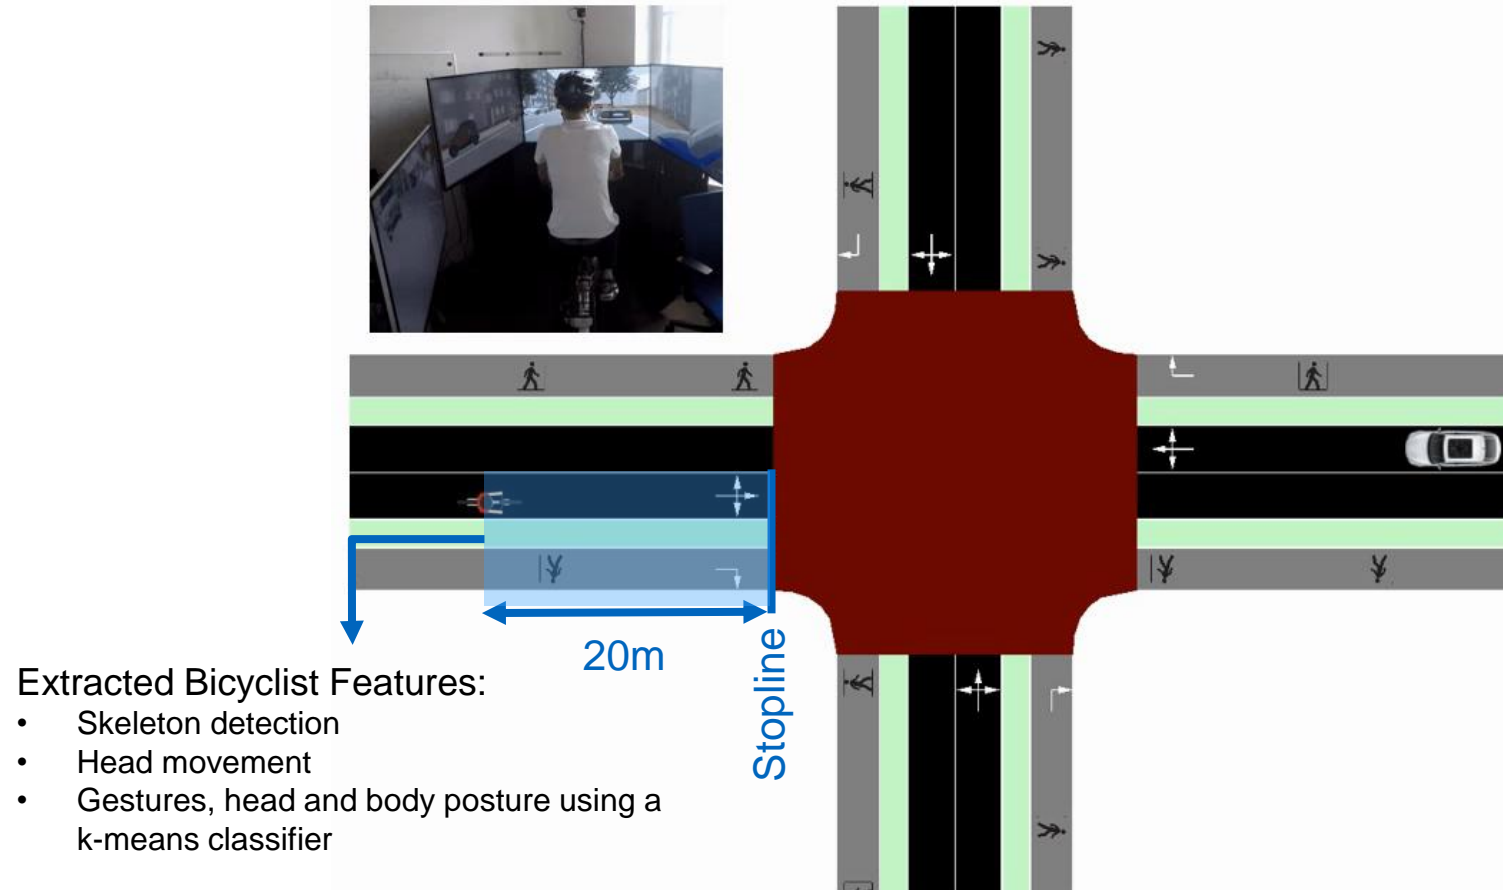 20m
Stopline
Extracted Bicyclist Features:
• Skeleton detection
• Head movement
• Gestures, head and body posture using a
k-means classifier